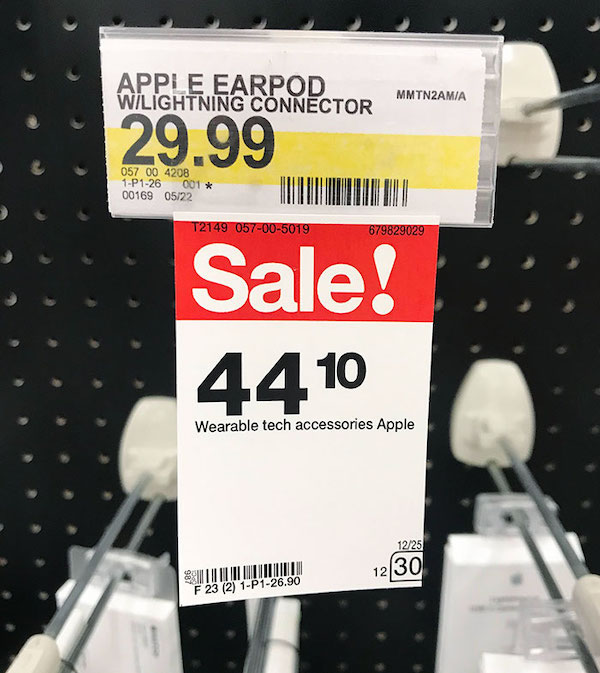 APPLE EARPOD
W/LIGHTNING CONNECTOR
MMTN2AM/A
29.99
057 00 4208
1-P1-26 001 *
00169 05/22
T2149 057-00-5019 679829029
Sale!
44 10
Wearable tech accessories Apple
12/25
12 30
987
F 23 (2) 1-P1-26.90